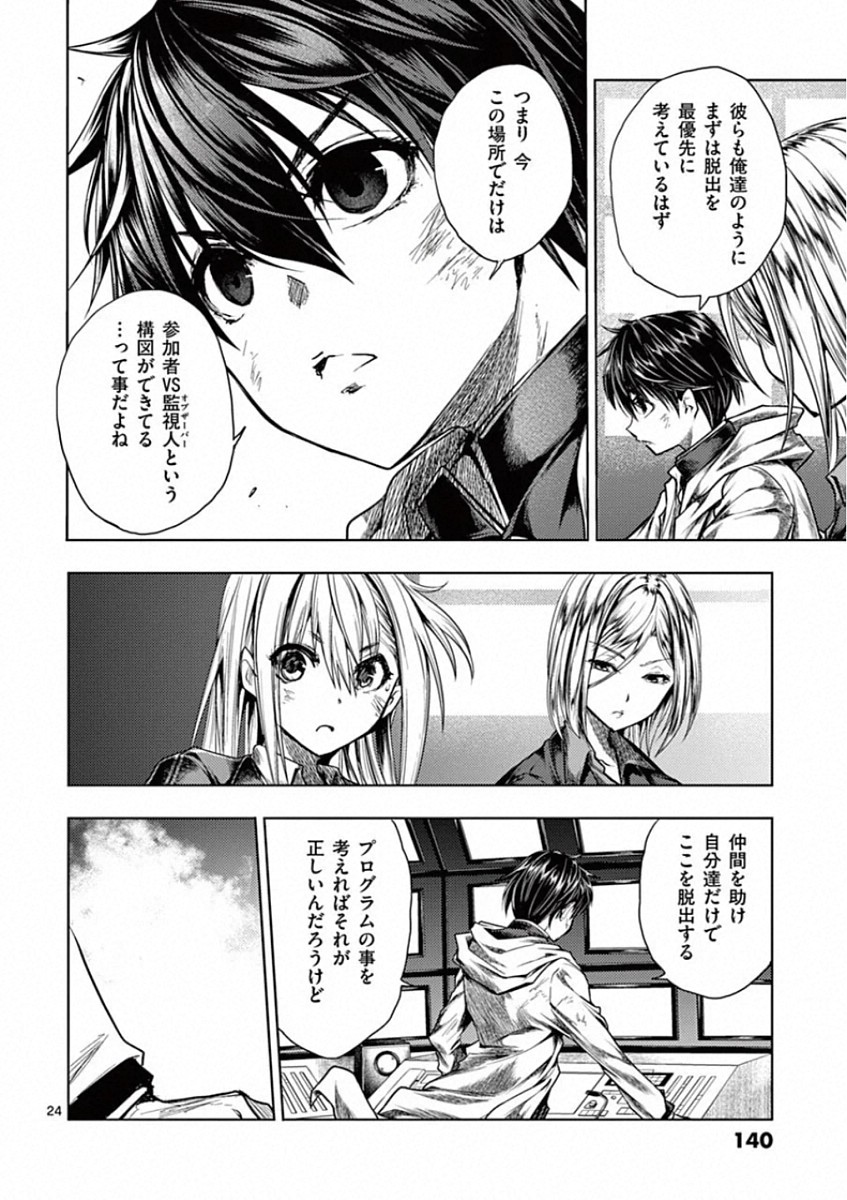 彼らも俺達のように
まずは脱出を
最優先に
考えているはず
つまり 今
この場所でだけは
参加者VS監視人という
オブザーバー
構図ができてる
…って事だよね
仲間を助け
自分達だけで
ここを脱出する
プログラムの事を
考えればそれが
正しいんだろうけど
24
140